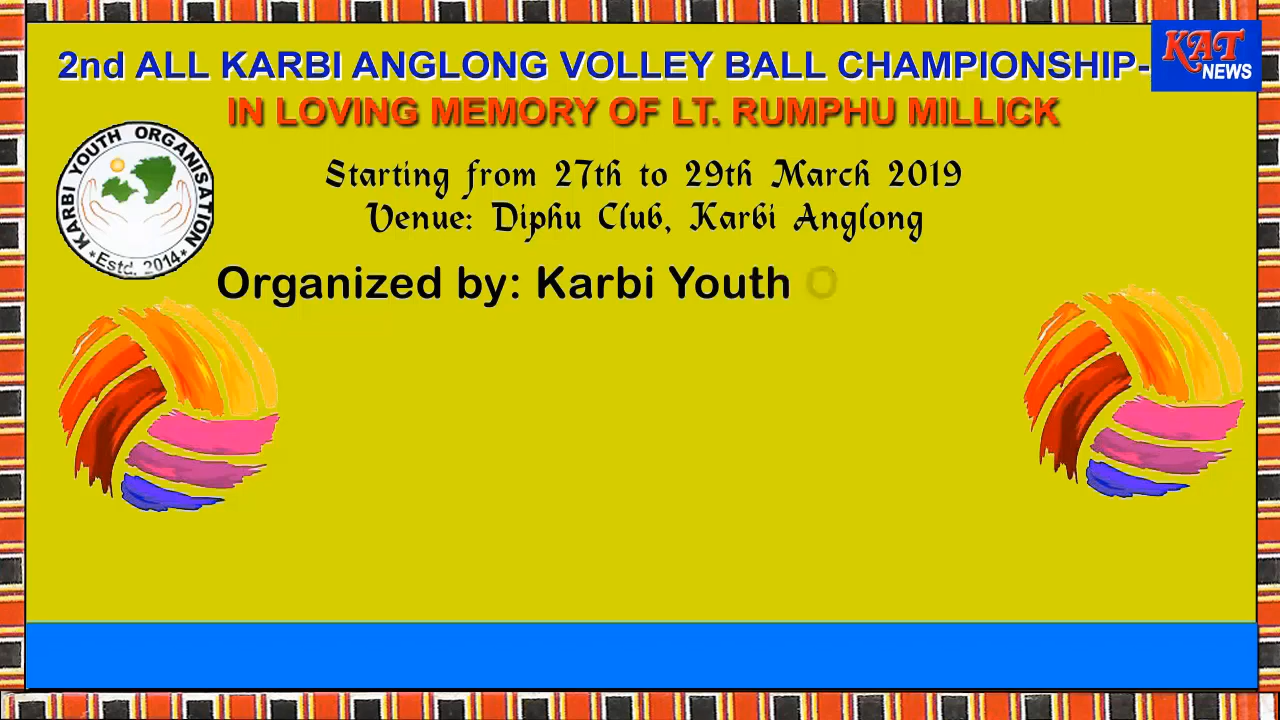 2nd ALL KARBI ANGLONG VOLLEY BALL CHAMPIONSHIP-
KAT
NEWS
IN LOVING MEMORY OF LT. RUMPHU MILLICK
KARBI YOUTH ORGANISATION
*Estd. 2014*
Starting from 27th to 29th March 2019
Venue: Diphu Club, Karbi Anglong
Organized by: Karbi Youth O